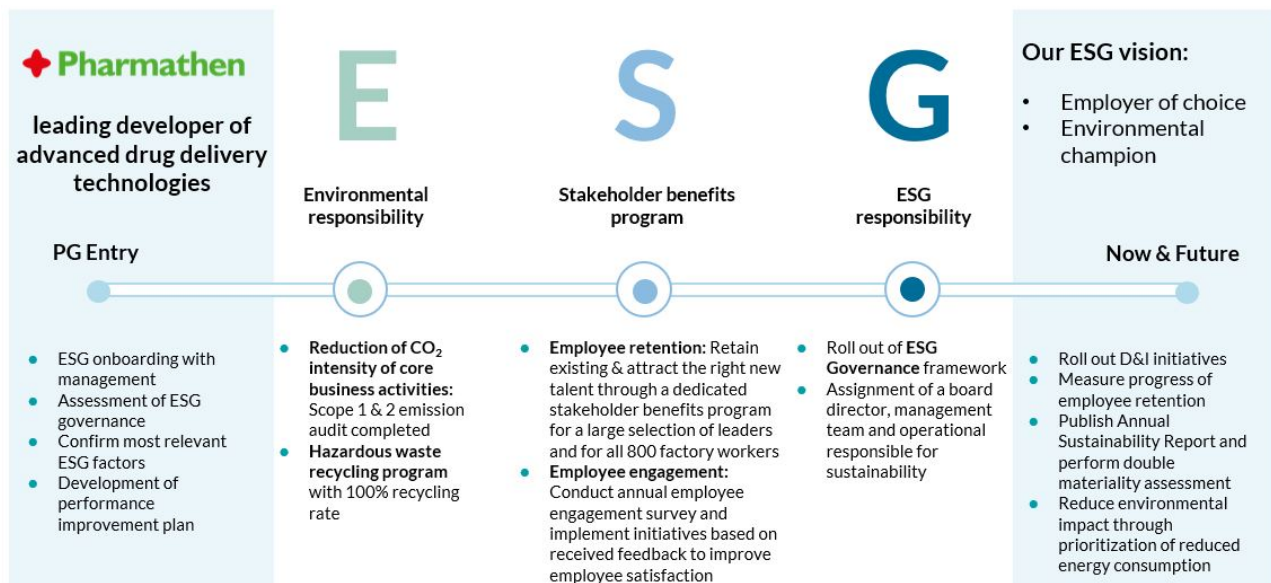 Pharmathen
leading developer of
advanced drug delivery
technologies
PG Entry
• ESG onboarding with
management
• Assessment of ESG
governance
• Confirm most relevant
ESG factors
• Development of
performance
improvement plan
E
Environmental
responsibility
• Reduction of CO₂
intensity of core
business activities:
Scope 1 & 2 emission
audit completed
• Hazardous waste
recycling program
with 100% recycling
rate
S
Stakeholder benefits
program
• Employee retention: Retain
existing & attract the right new
talent through a dedicated
stakeholder benefits program
for a large selection of leaders
and for all 800 factory workers
• Employee engagement:
Conduct annual employee
engagement survey and
implement initiatives based on
received feedback to improve
employee satisfaction
G
ESG
responsibility
• Roll out of ESG
Governance framework
• Assignment of a board
director, management
team and operational
responsible for
sustainability
Our ESG vision:
• Employer of choice
• Environmental
champion
Now & Future
• Roll out D&I initiatives
• Measure progress of
employee retention
• Publish Annual
Sustainability Report and
perform double
materiality assessment
• Reduce environmental
impact through
prioritization of reduced
energy consumption